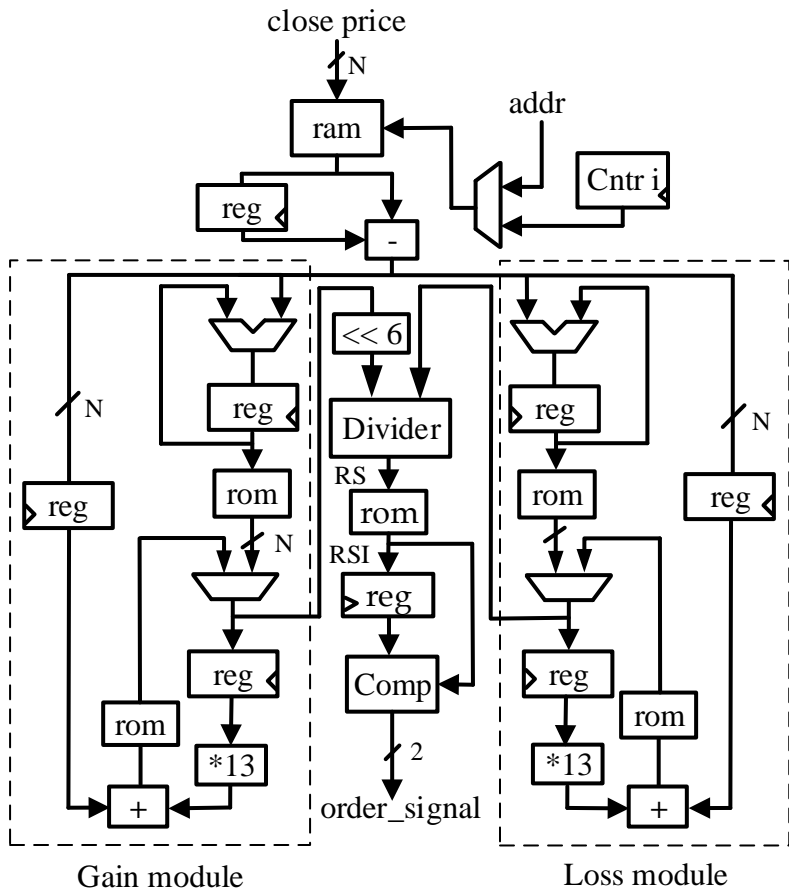 close price
N
ram
addr
Cntr i
reg
-
<< 6
reg
Divider
reg
N
N
RS
reg
rom
rom
rom
reg
N
RSI
reg
reg
Comp
reg
rom
rom
*13
*13
2
+
order_signal
+
Gain module
Loss module